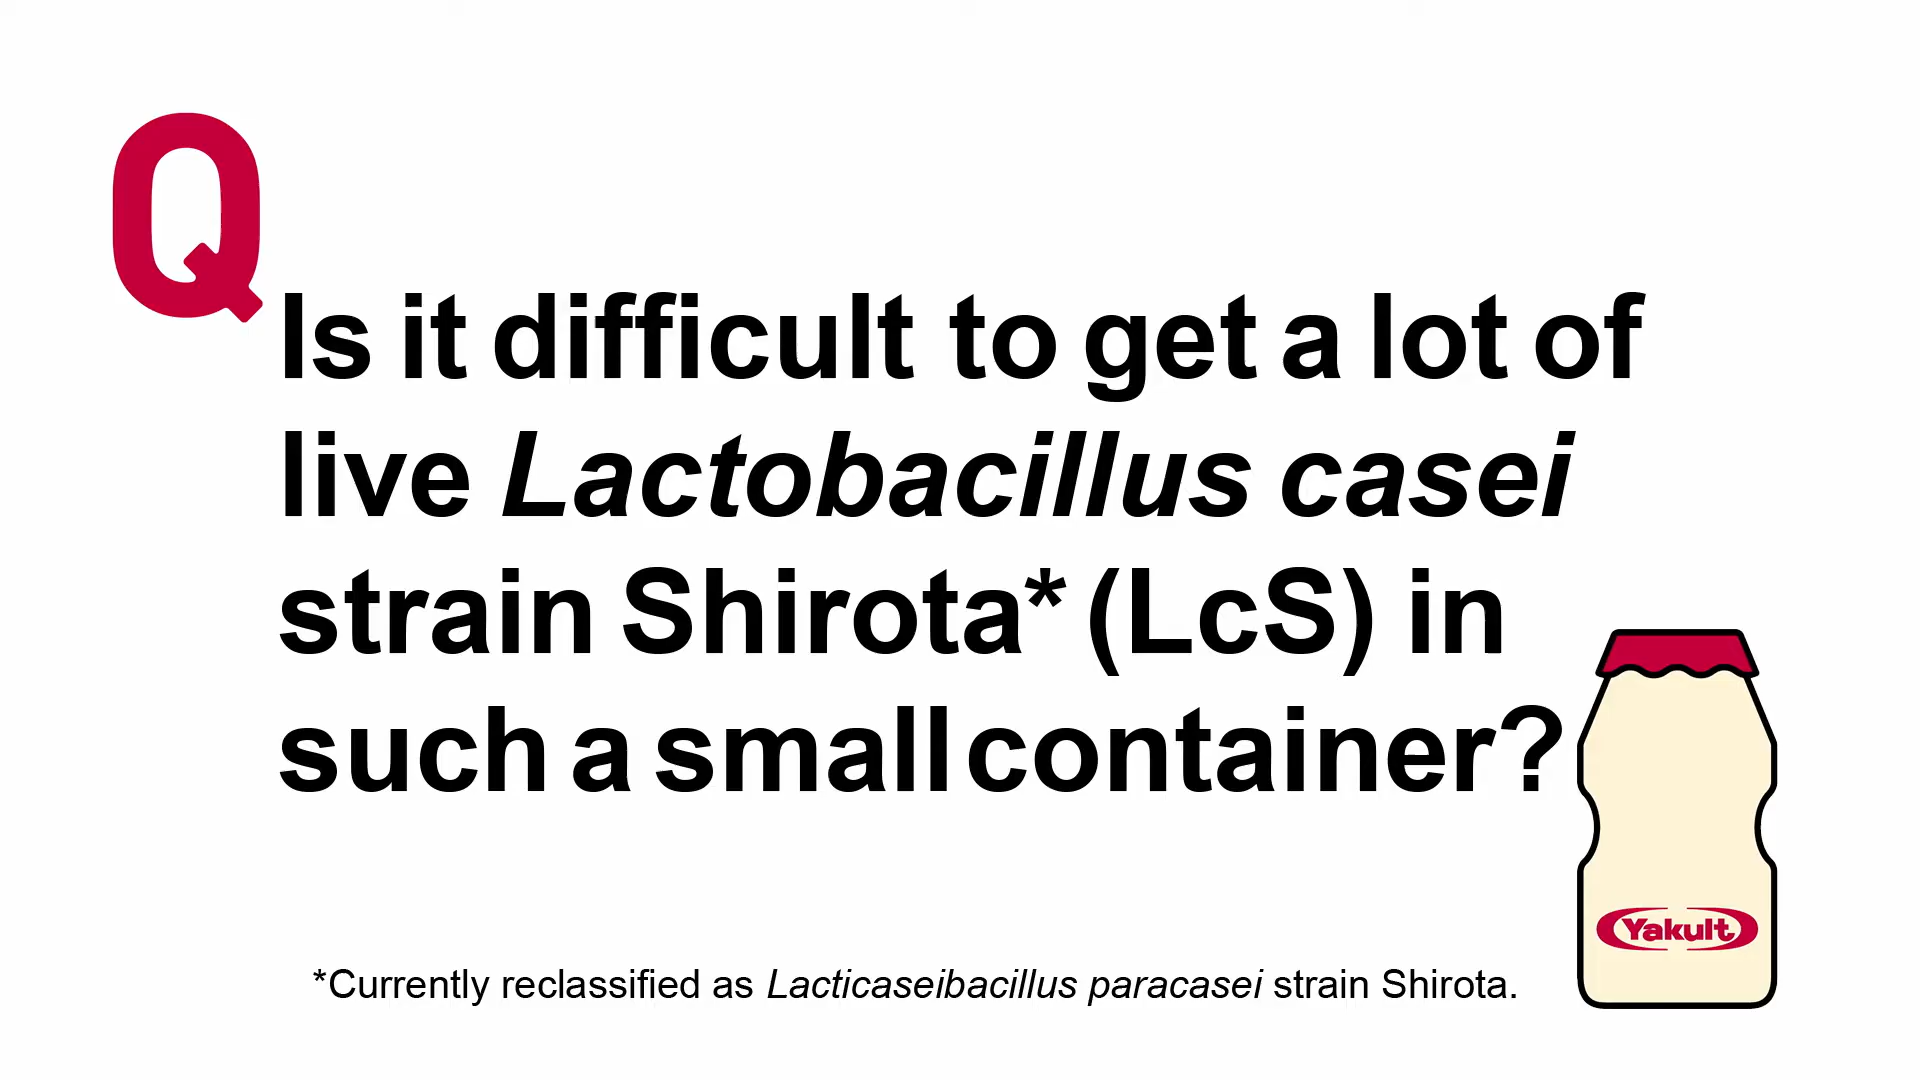 Q
Is it difficult to get a lot of
live Lactobacillus casei
strain Shirota* (LcS) in
such a small container?
Yakult
*Currently reclassified as Lacticaseibacillus paracasei strain Shirota.